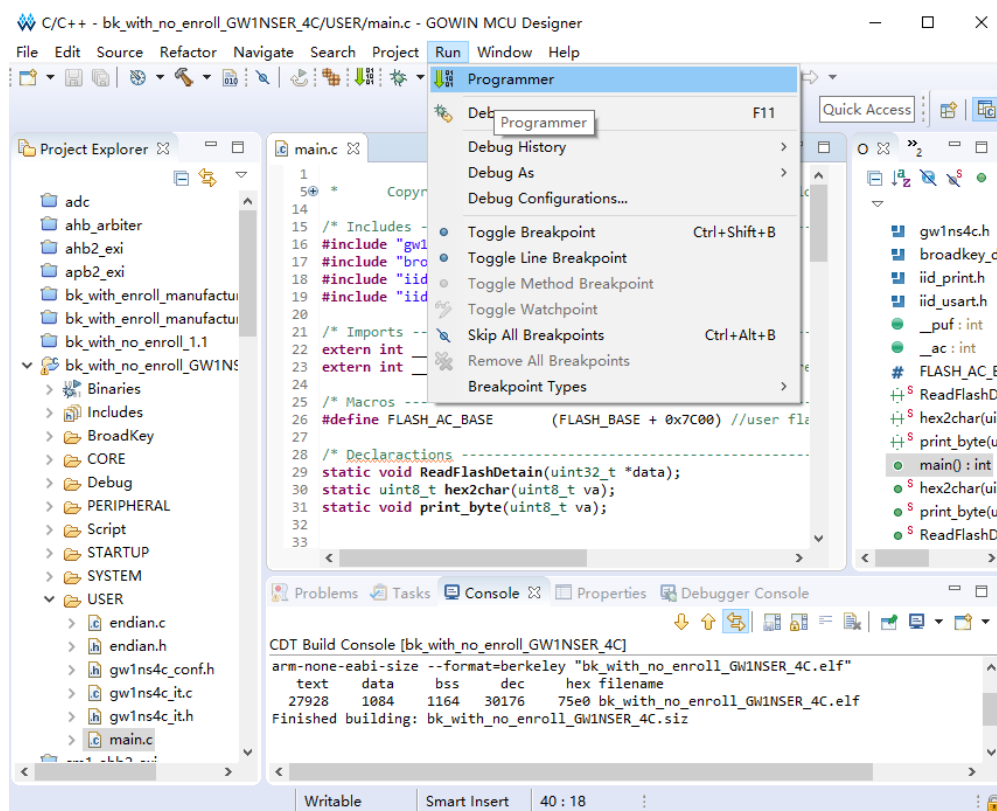 C/C++ - bk_with_no_enroll_GW1NSER_4C/USER/main.c - GOWIN MCU Designer
File Edit Source Refactor Navigate Search Project Run Window Help
Quick Access
Programmer
F11
Programmer
Debug History
Debug As
Debug Configurations...
Toggle Breakpoint Ctrl+Shift+B
Toggle Line Breakpoint
Toggle Method Breakpoint
Toggle Watchpoint
Skip All Breakpoints Ctrl+Alt+B
Remove All Breakpoints
Breakpoint Types
Project Explorer
adc
ahb_arbiter
ahb2_exi
apb2_exi
bk_with_enroll_manufactu
bk_with_enroll_manufactu
bk_with_no_enroll_1.1
bk_with_no_enroll_GW1NS
Binaries
Includes
BroadKey
CORE
Debug
PERIPHERAL
Script
STARTUP
SYSTEM
USER
endian.c
endian.h
gw1ns4c_conf.h
gw1ns4c_it.c
gw1ns4c_it.h
main.c
main.c
1
5 * Copyr
14
15 /* Includes -
16 #include "gw1
17 #include "bro
18 #include "iid
19 #include "iid
20
21 /* Imports --
22 extern int __
23 extern int __
24
25 /* Macros ---
26 #define FLASH_AC_BASE (FLASH_BASE + 0x7C00) //user fla
27
28 /* Declaractions ----------------------------------------
29 static void ReadFlashDetain(uint32_t *data);
30 static uint8_t hex2char(uint8_t va);
31 static void print_byte(uint8_t va);
32
33
O
2
gw1ns4c.h
broadkey_c
iid_print.h
iid_usart.h
__puf : int
__ac : int
FLASH_AC_E
ReadFlashD
hex2char(ui
print_byte(u
main() : int
hex2char(ui
print_byte(u
ReadFlashD
Problems Tasks Console Properties Debugger Console
CDT Build Console [bk_with_no_enroll_GW1NSER_4C]
arm-none-eabi-size --format=berkeley "bk_with_no_enroll_GW1NSER_4C.elf"
text data bss dec hex filename
27928 1084 1164 30176 75e0 bk_with_no_enroll_GW1NSER_4C.elf
Finished building: bk_with_no_enroll_GW1NSER_4C.siz
Writable Smart Insert 40 : 18